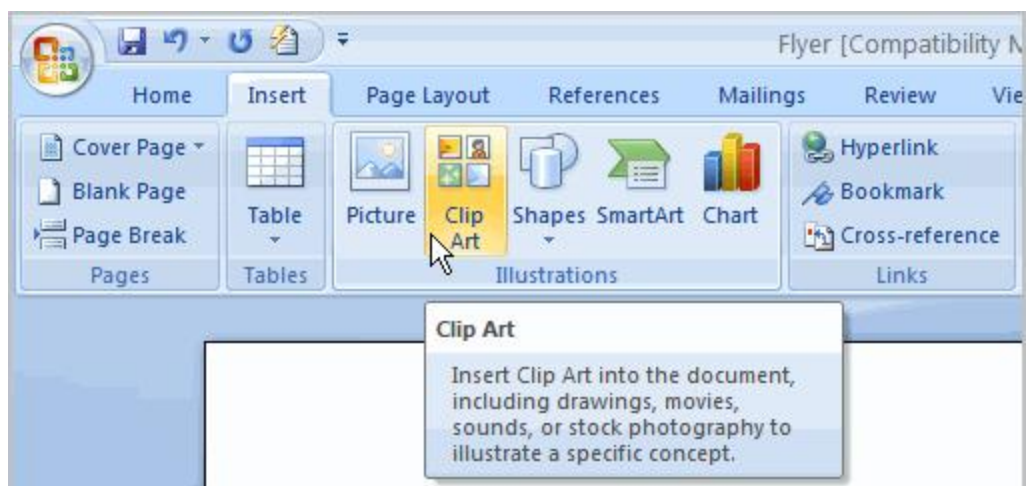 Flyer [Compatibility
Home Insert Page Layout References Mailings Review
Cover Page
Blank Page
Page Break
Pages
Table
Tables
Picture Clip Art Shapes SmartArt Chart
Illustrations
Hyperlink
Bookmark
Cross-reference
Links
Clip Art
Insert Clip Art into the document,
including drawings, movies,
sounds, or stock photography to
illustrate a specific concept.